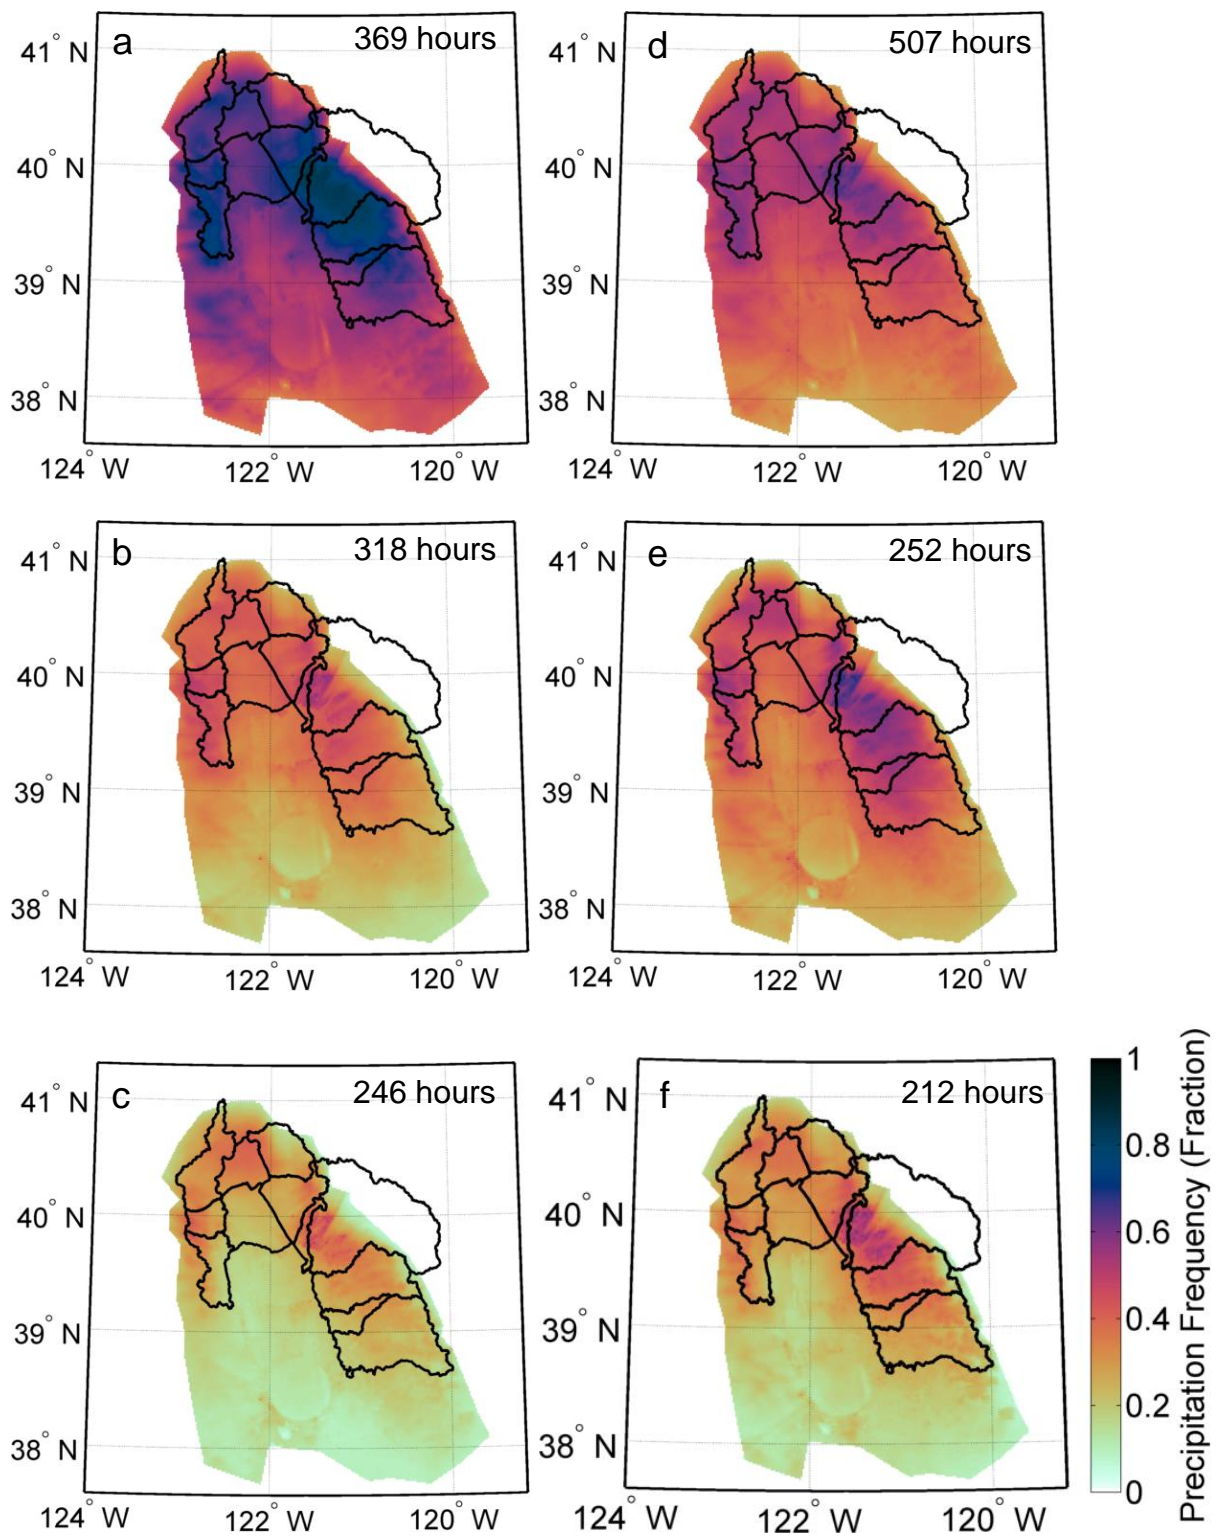 a
369 hours
41° N
40° N
39° N
38° N
124° W
122° W
120° W
d
507 hours
41° N
40° N
39° N
38° N
124° W
122° W
120° W
b
318 hours
41° N
40° N
39° N
38° N
124° W
122° W
120° W
e
252 hours
41° N
40° N
39° N
38° N
124° W
122° W
120° W
c
246 hours
41° N
40° N
39° N
38° N
124° W
122° W
120° W
f
212 hours
41° N
40° N
39° N
38° N
124° W
122° W
120° W
1
0.8
0.6
0.4
0.2
0
Precipitation Frequency (Fraction)